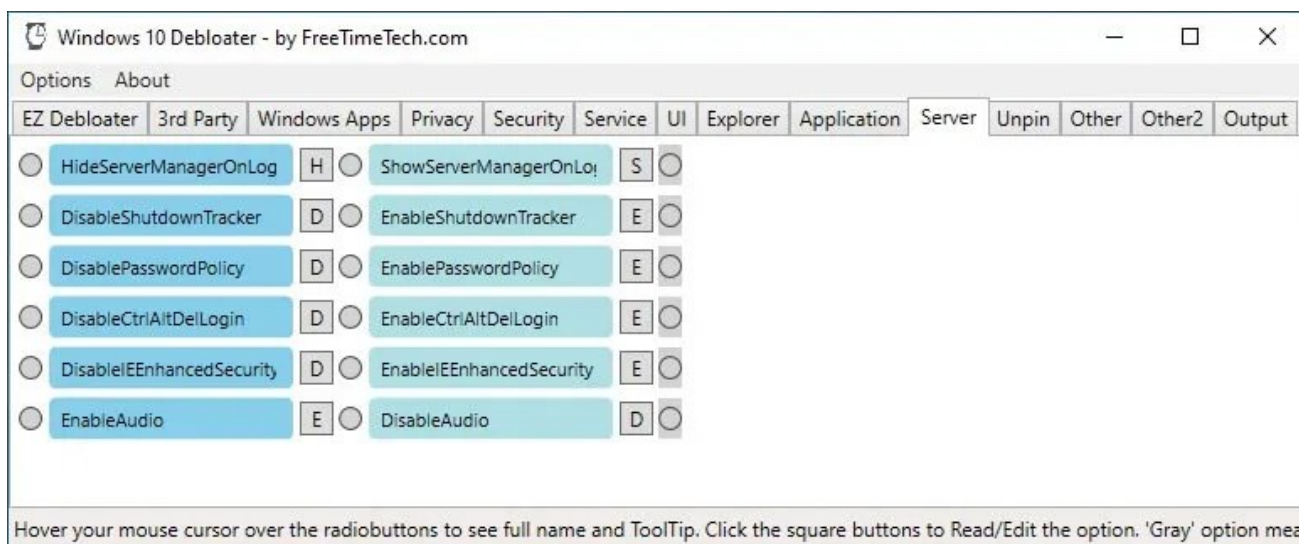 Windows 10 Debloater - by FreeTimeTech.com
Options About
EZ Debloater 3rd Party Windows Apps Privacy Security Service UI Explorer Application Server Unpin Other Other2 Output
HideServerManagerOnLog H ShowServerManagerOnLo S
DisableShutdownTracker D EnableShutdownTracker E
DisablePasswordPolicy D EnablePasswordPolicy E
DisableCtrlAltDelLogin D EnableCtrlAltDelLogin E
DisableIEEnhancedSecurity D EnableIEEnhancedSecurity E
EnableAudio E DisableAudio D
Hover your mouse cursor over the radiobuttons to see full name and ToolTip. Click the square buttons to Read/Edit the option. 'Gray' option mea